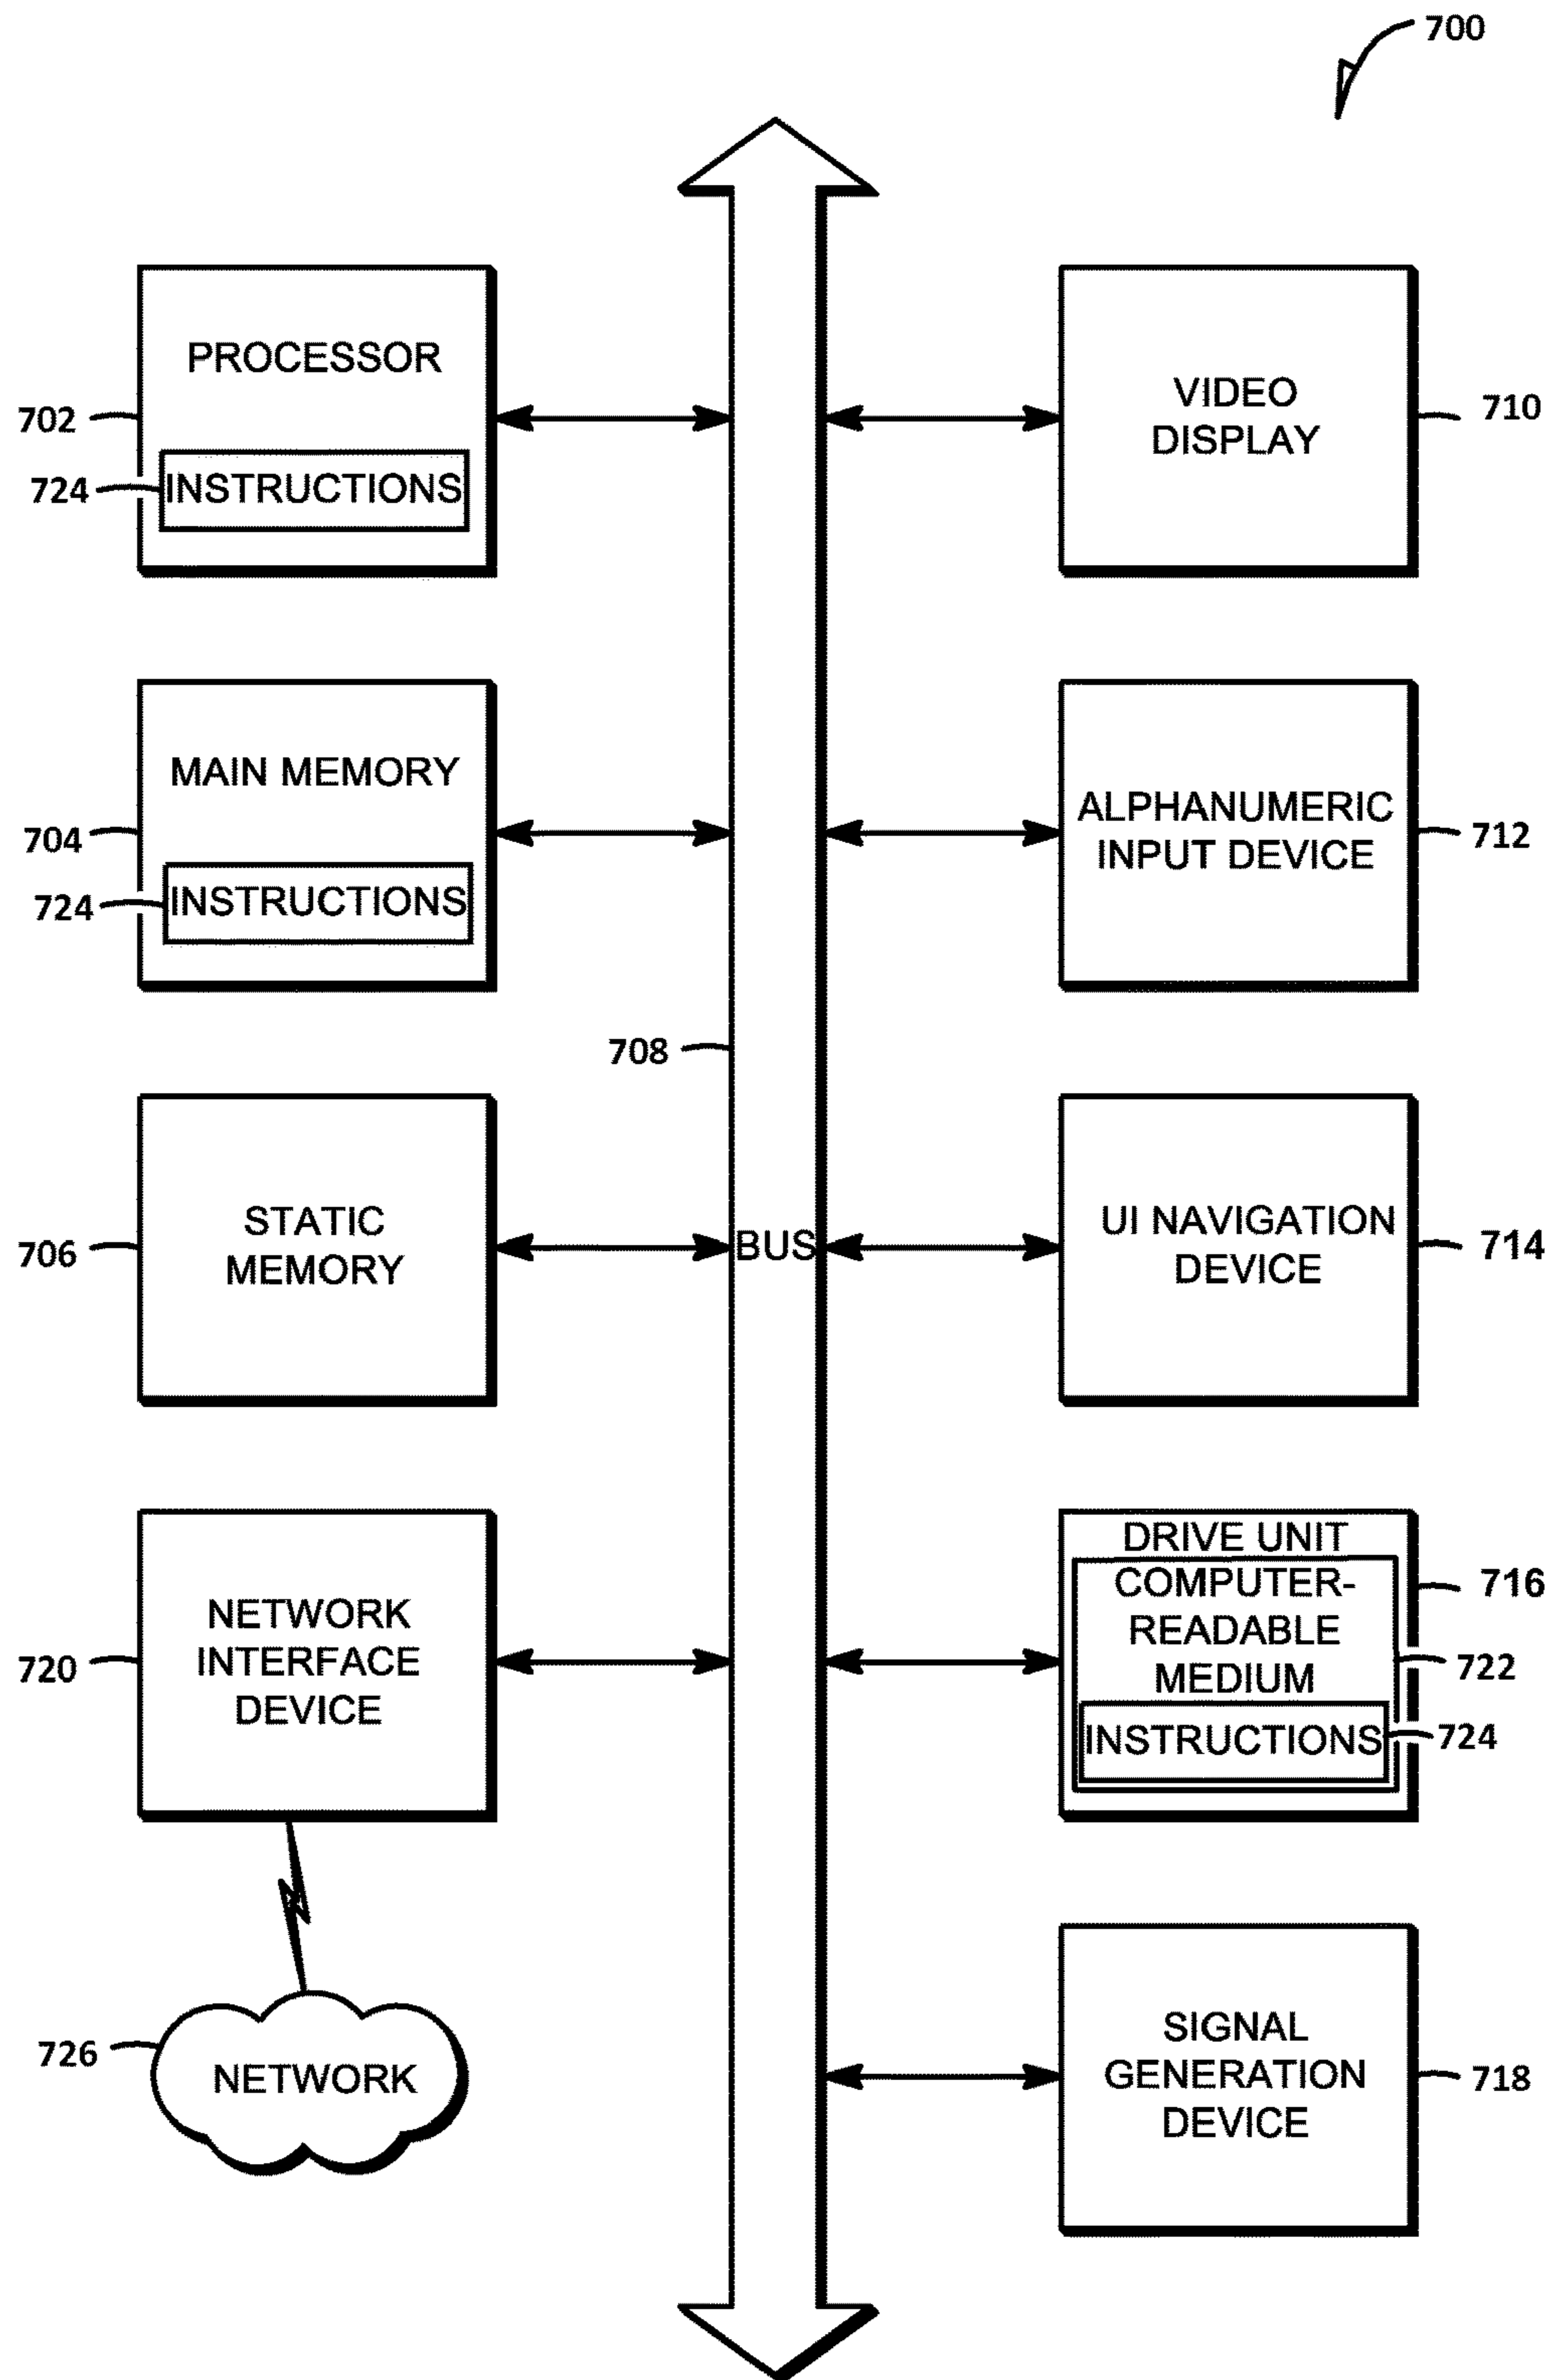 700
PROCESSOR
702
724
INSTRUCTIONS
MAIN MEMORY
704
724
INSTRUCTIONS
708
STATIC
MEMORY
706
BUS
NETWORK
INTERFACE
DEVICE
720
726
NETWORK
VIDEO
DISPLAY
710
ALPHANUMERIC
INPUT DEVICE
712
UI NAVIGATION
DEVICE
714
DRIVE UNIT
716
COMPUTER-
READABLE
MEDIUM
722
INSTRUCTIONS
724
SIGNAL
GENERATION
DEVICE
718